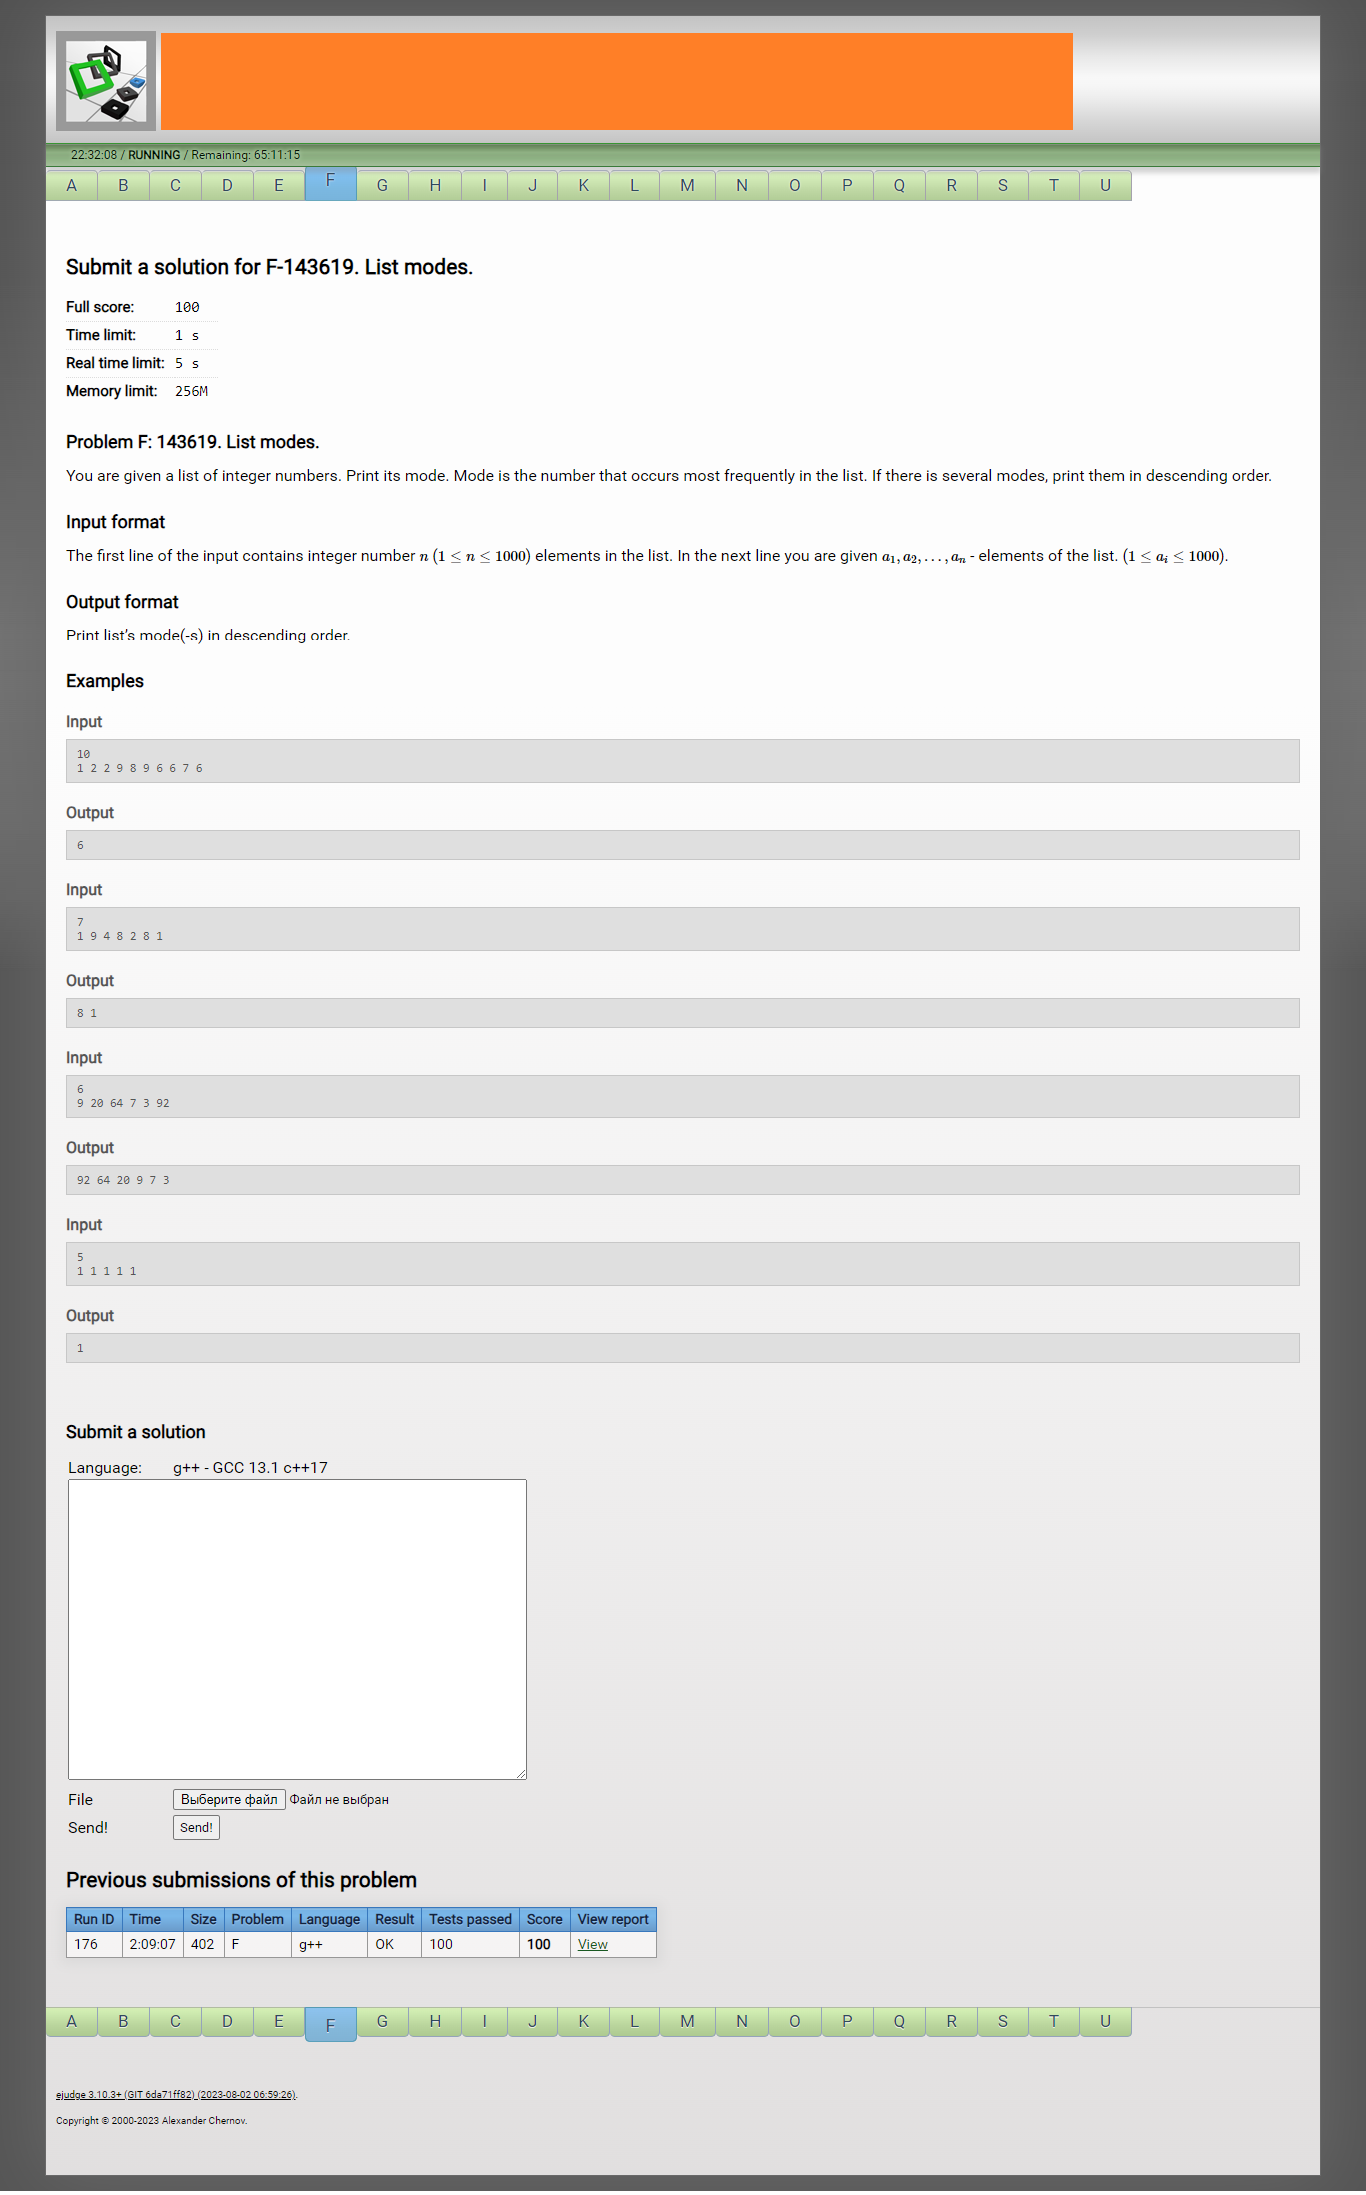 22:32:08 / RUNNING / Remaining: 65:11:15
A B C D E F G H I J K L M N O P Q R S T U
Submit a solution for F-143619. List modes.
Full score: 100
Time limit: 1 s
Real time limit: 5 s
Memory limit: 256M
Problem F: 143619. List modes.
You are given a list of integer numbers. Print its mode. Mode is the number that occurs most frequently in the list. If there is several modes, print them in descending order.
Input format
The first line of the input contains integer number n (1 ≤ n ≤ 1000) elements in the list. In the next line you are given a₁, a₂, . . . , aₙ - elements of the list. (1 ≤ aᵢ ≤ 1000).
Output format
Print list’s mode(-s) in descending order.
Examples
Input
10
1 2 2 9 8 9 6 6 7 6
Output
6
Input
7
1 9 4 8 2 8 1
Output
8 1
Input
6
9 20 64 7 3 92
Output
92 64 20 9 7 3
Input
5
1 1 1 1 1
Output
1
Submit a solution
Language: g++ - GCC 13.1 c++17
File Выберите файл Файл не выбран
Send! Send!
Previous submissions of this problem
Run ID Time Size Problem Language Result Tests passed Score View report
176 2:09:07 402 F g++ OK 100 100 View
A B C D E F G H I J K L M N O P Q R S T U
ejudge 3.10.3+ (GIT 6da71ff82) (2023-08-02 06:59:26).
Copyright © 2000-2023 Alexander Chernov.